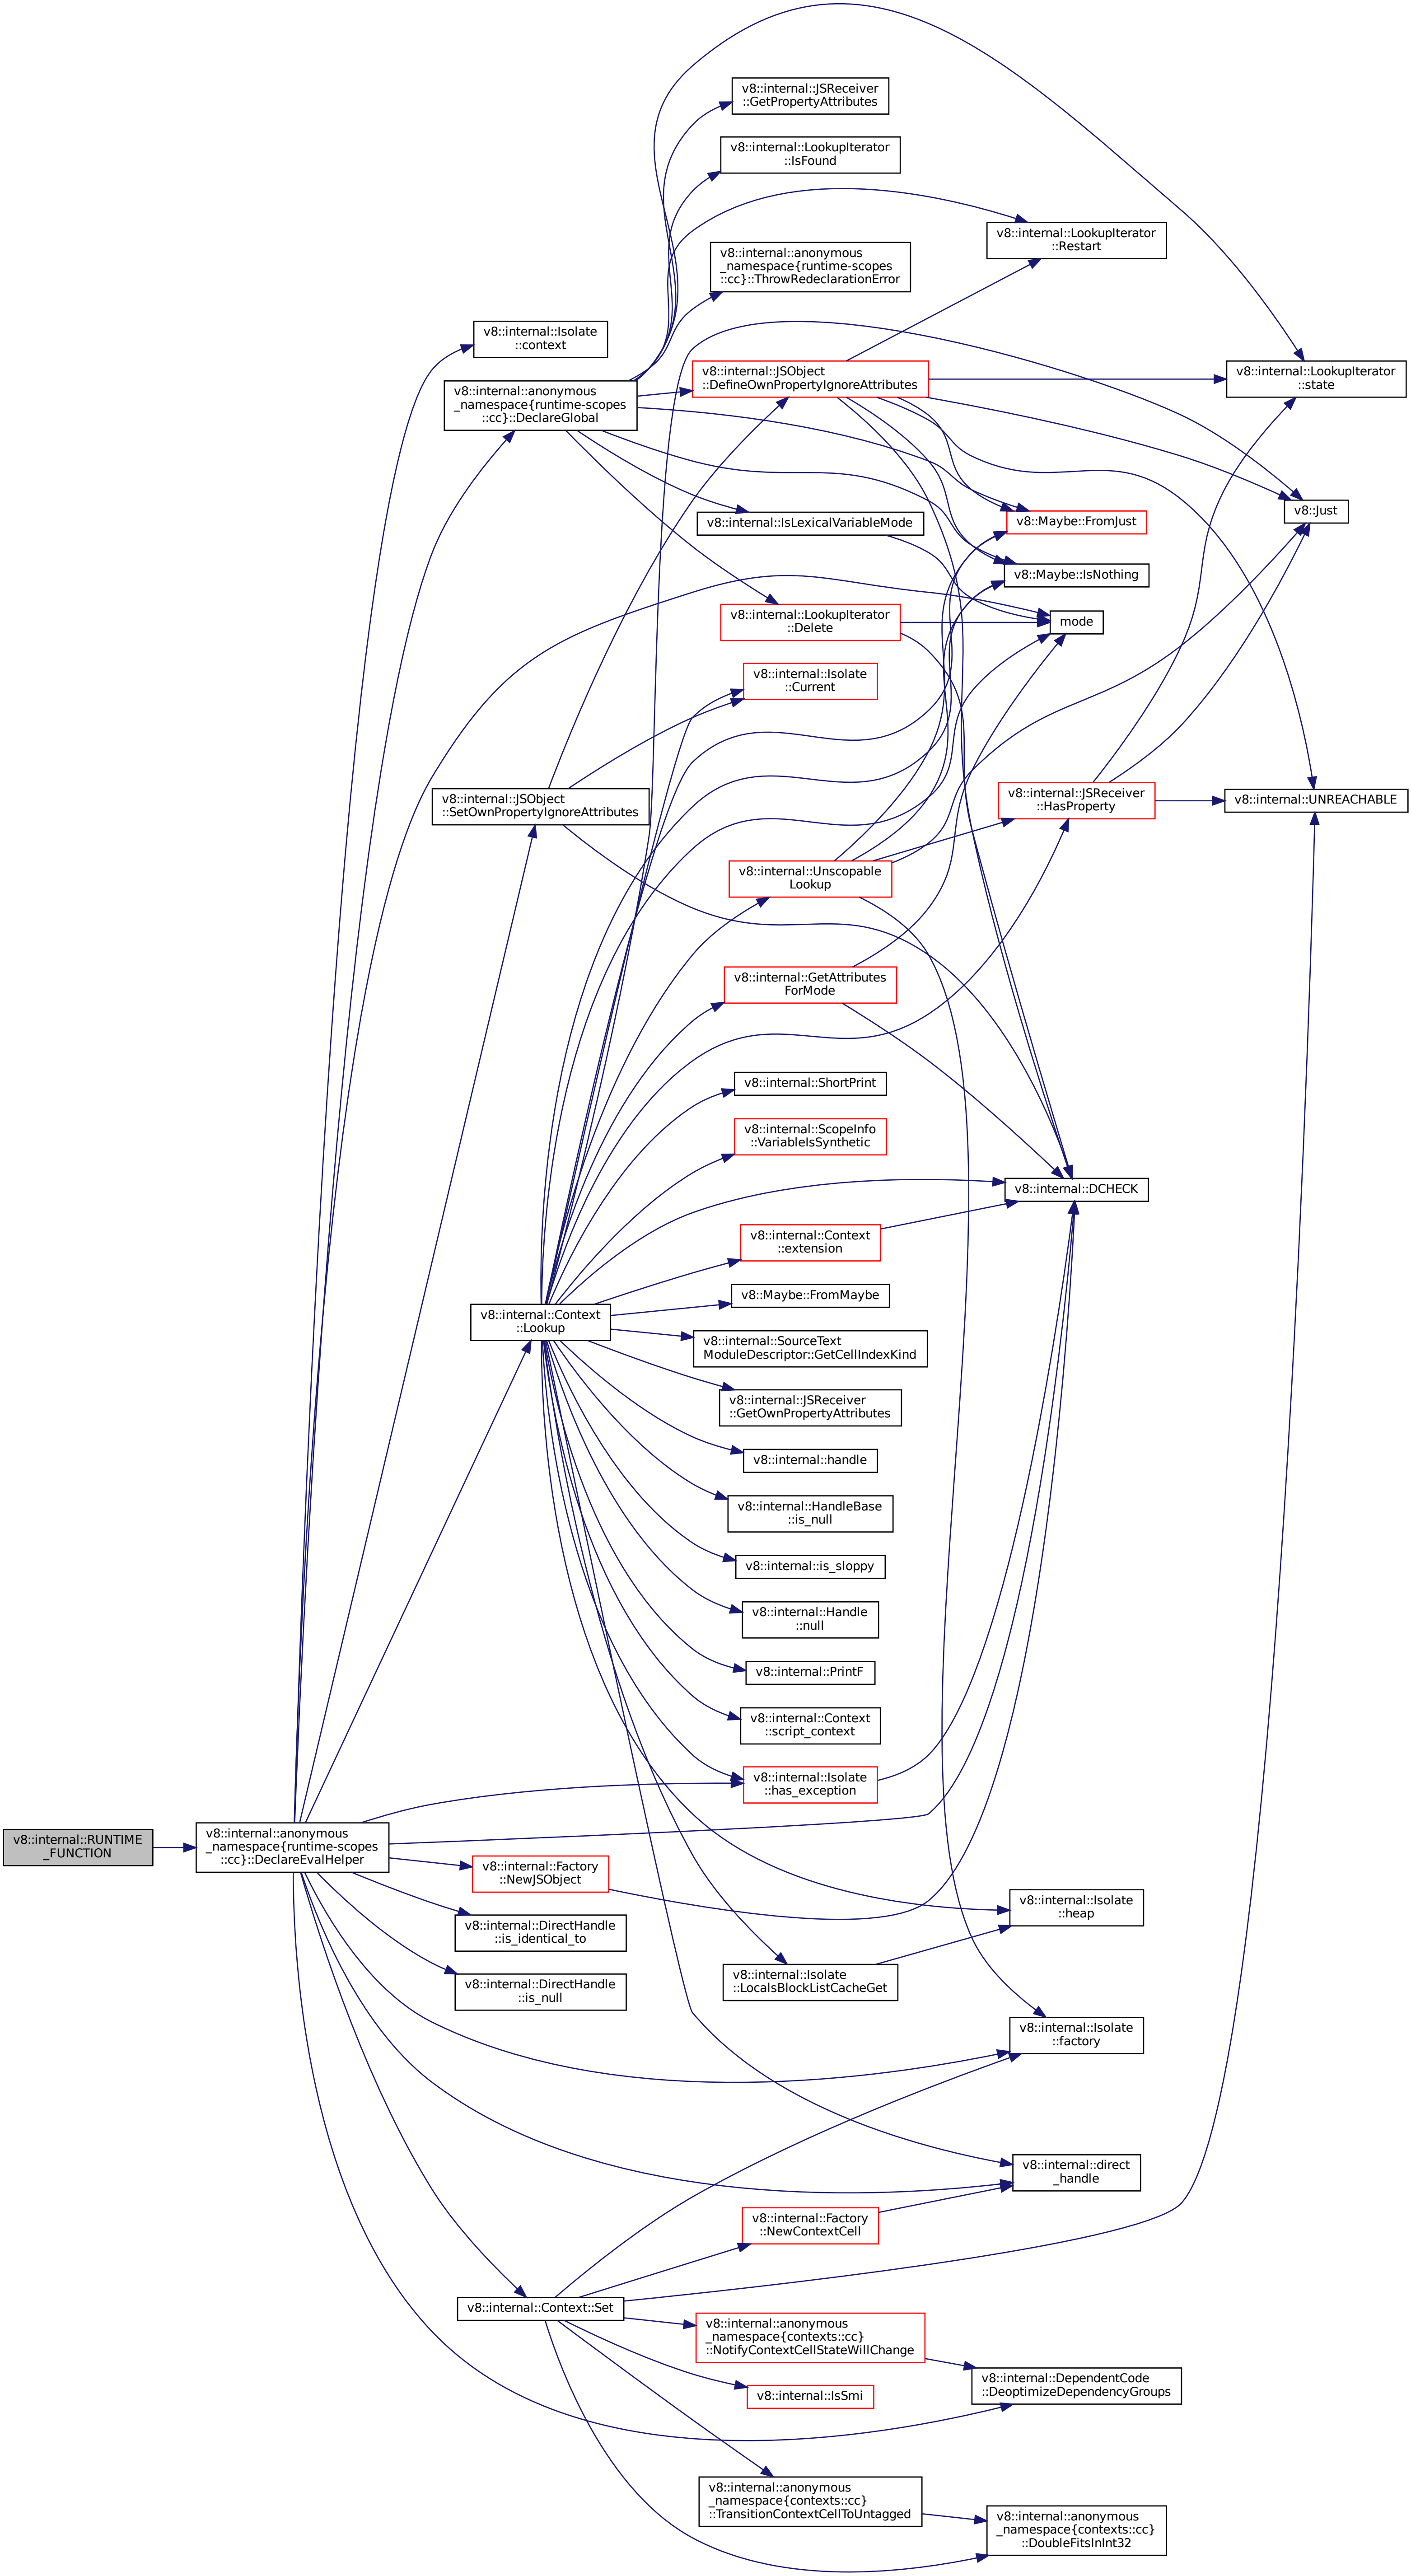 v8::internal::JSReceiver
::GetPropertyAttributes
v8::internal::LookupIterator
::IsFound
v8::internal::LookupIterator
::Restart
v8::internal::anonymous
_namespace{runtime-scopes
::cc}::ThrowRedeclarationError
v8::internal::Isolate
::context
v8::internal::JSObject
::DefineOwnPropertyIgnoreAttributes
v8::internal::LookupIterator
::state
v8::internal::anonymous
_namespace{runtime-scopes
::cc}::DeclareGlobal
v8::Just
v8::internal::IsLexicalVariableMode
v8::Maybe::FromJust
v8::Maybe::IsNothing
v8::internal::LookupIterator
::Delete
mode
v8::internal::Isolate
::Current
v8::internal::JSObject
::SetOwnPropertyIgnoreAttributes
v8::internal::JSReceiver
::HasProperty
v8::internal::UNREACHABLE
v8::internal::Unscopable
Lookup
v8::internal::GetAttributes
ForMode
v8::internal::ShortPrint
v8::internal::ScopeInfo
::VariableIsSynthetic
v8::internal::DCHECK
v8::internal::Context
::extension
v8::Maybe::FromMaybe
v8::internal::Context
::Lookup
v8::internal::SourceText
ModuleDescriptor::GetCellIndexKind
v8::internal::JSReceiver
::GetOwnPropertyAttributes
v8::internal::handle
v8::internal::HandleBase
::is_null
v8::internal::is_sloppy
v8::internal::Handle
::null
v8::internal::PrintF
v8::internal::Context
::script_context
v8::internal::Isolate
::has_exception
v8::internal::RUNTIME
_FUNCTION
v8::internal::anonymous
_namespace{runtime-scopes
::cc}::DeclareEvalHelper
v8::internal::Factory
::NewJSObject
v8::internal::Isolate
::heap
v8::internal::DirectHandle
::is_identical_to
v8::internal::Isolate
::LocalsBlockListCacheGet
v8::internal::DirectHandle
::is_null
v8::internal::Isolate
::factory
v8::internal::direct
_handle
v8::internal::Factory
::NewContextCell
v8::internal::Context::Set
v8::internal::anonymous
_namespace{contexts::cc}
::NotifyContextCellStateWillChange
v8::internal::DependentCode
::DeoptimizeDependencyGroups
v8::internal::IsSmi
v8::internal::anonymous
_namespace{contexts::cc}
::TransitionContextCellToUntagged
v8::internal::anonymous
_namespace{contexts::cc}
::DoubleFitsInInt32